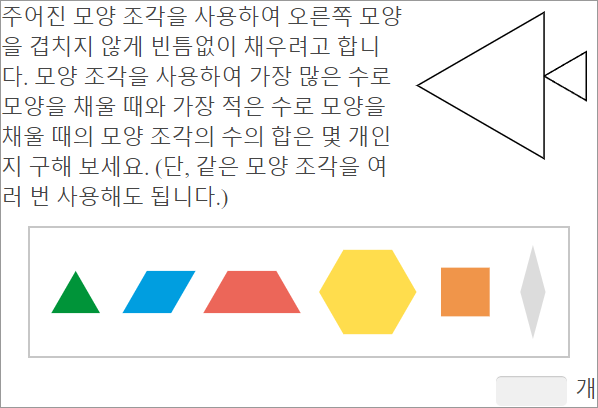 주어진 모양 조각을 사용하여 오른쪽 모양
을 겹치지 않게 빈틈없이 채우려고 합니
다. 모양 조각을 사용하여 가장 많은 수로
모양을 채울 때와 가장 적은 수로 모양을
채울 때의 모양 조각의 수의 합은 몇 개인
지 구해 보세요. (단, 같은 모양 조각을 여
러 번 사용해도 됩니다.)
개